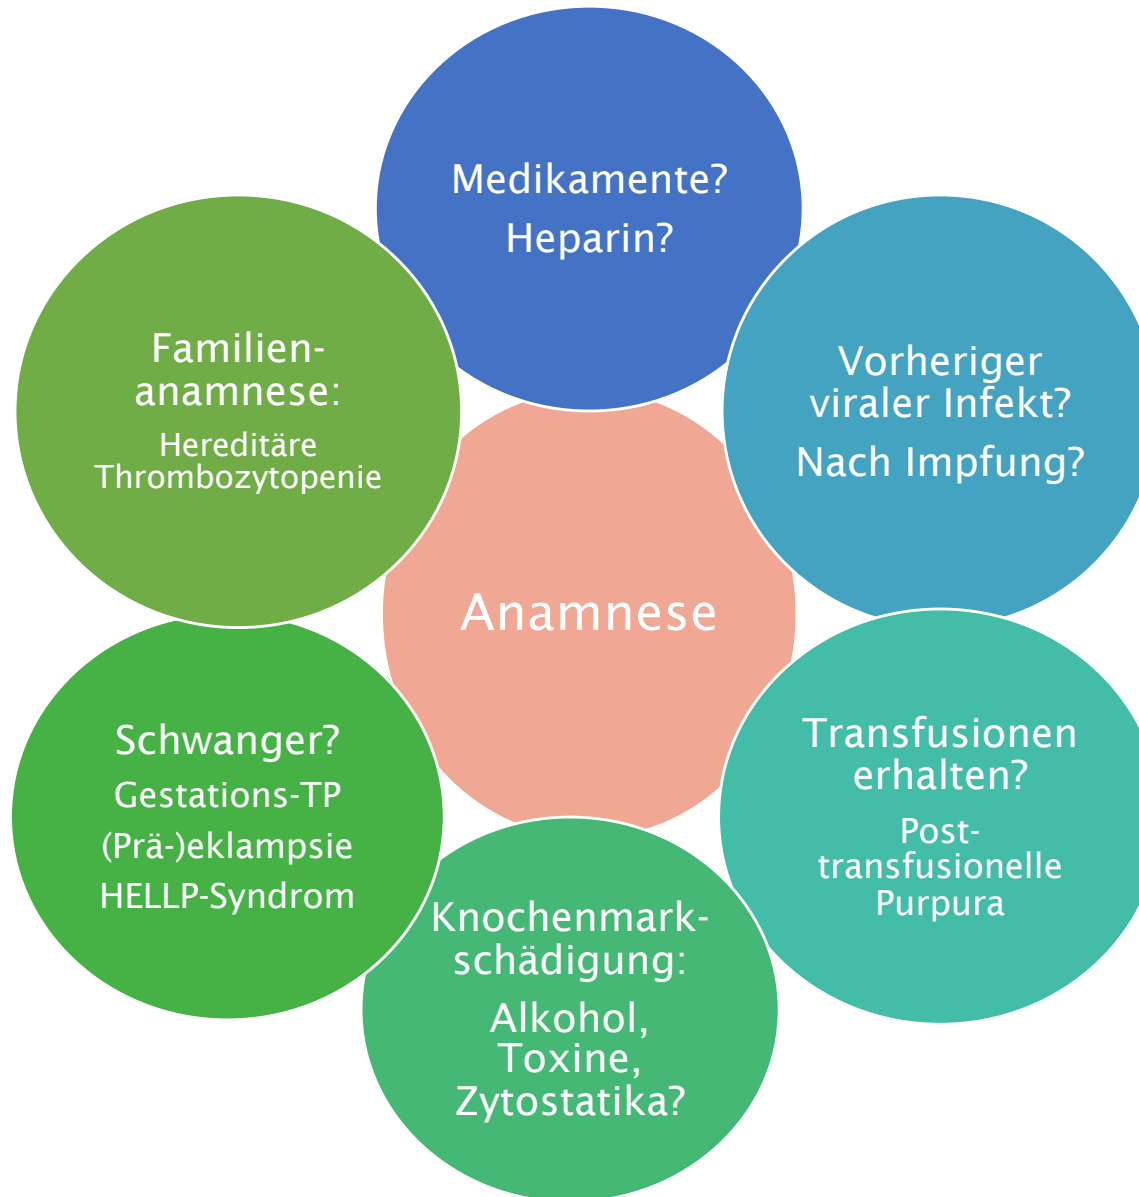 Medikamente?
Heparin?
Vorheriger
viraler Infekt?
Nach Impfung?
Transfusionen
erhalten?
Post-
transfusionelle
Purpura
Knochenmark-
schädigung:
Alkohol,
Toxine,
Zytostatika?
Schwanger?
Gestations-TP
(Prä-)eklampsie
HELLP-Syndrom
Familien-
anamnese:
Hereditäre
Thrombozytopenie
Anamnese